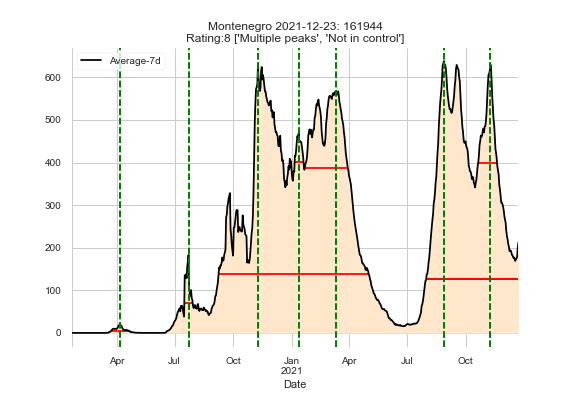 Montenegro 2021-12-23: 161944
Rating:8 ['Multiple peaks', 'Not in control']
Average-7d
600
500
400
300
200
100
0
Apr Jul Oct Jan Apr Jul Oct
2021
Date